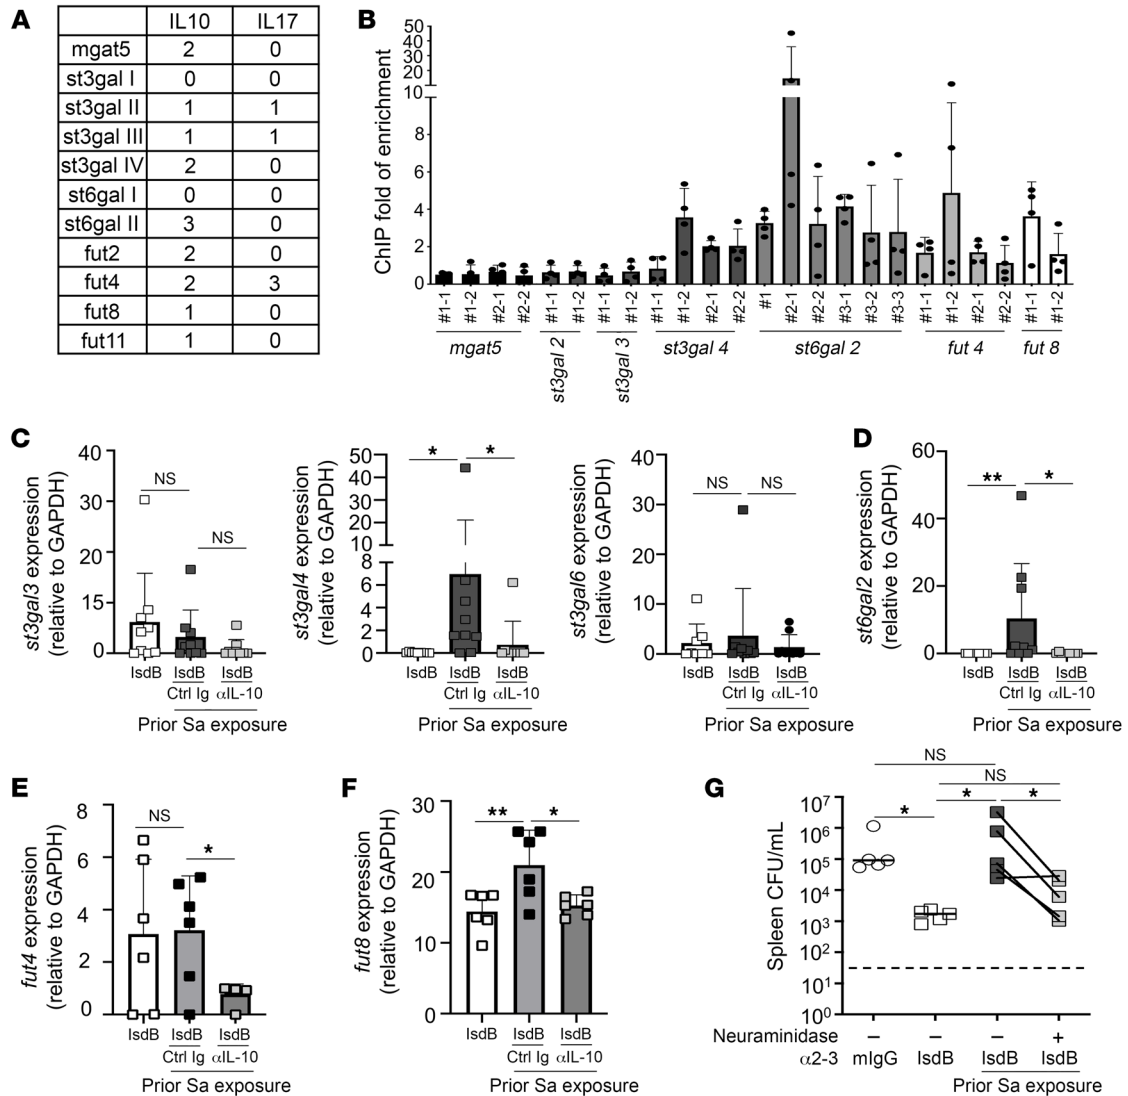 A
IL10 IL17
mgat5 2 0
st3gal I 0 0
st3gal II 1 1
st3gal III 1 1
st3gal IV 2 0
st6gal I 0 0
st6gal II 3 0
fut2 2 0
fut4 2 3
fut8 1 0
fut11 1 0
B
ChIP fold of enrichment
50
40
30
20
10
8
6
4
2
0
#1-1 #1-2 #2-1 #2-2 #1-1 #1-2 #1-1 #1-2 #1-1 #1-2 #2-1 #2-2 #1 #2-1 #2-2 #3-1 #3-2 #3-3 #1-1 #1-2 #2-1 #2-2 #1-1 #1-2
mgat5 st3gal 2 st3gal 3 st3gal 4 st6gal 2 fut 4 fut 8
C
st3gal3 expression
(relative to GAPDH)
40
30
20
15
0
NS
NS
IsdB IsdB IsdB
Ctrl Ig αIL-10
Prior Sa exposure
st3gal4 expression
(relative to GAPDH)
50
40
30
20
10
8
6
4
2
0
* *
IsdB IsdB IsdB
Ctrl Ig αIL-10
Prior Sa exposure
st3gal6 expression
(relative to GAPDH)
40
30
20
10
0
NS NS
IsdB IsdB IsdB
Ctrl Ig αIL-10
Prior Sa exposure
D
st6gal2 expression
(relative to GAPDH)
60
40
20
0
** *
IsdB IsdB IsdB
Ctrl Ig αIL-10
Prior Sa exposure
E
fut4 expression
(relative to GAPDH)
8
6
4
2
0
NS
*
IsdB IsdB IsdB
Ctrl Ig αIL-10
Prior Sa exposure
F
fut8 expression
(relative to GAPDH)
30
20
10
0
** *
IsdB IsdB IsdB
Ctrl Ig αIL-10
Prior Sa exposure
G
Spleen CFU/mL
NS
NS
* * *
10⁷
10⁶
10⁵
10⁴
10³
10²
10¹
10⁰
Neuraminidase − − − +
α2-3 mIgG IsdB IsdB IsdB
Prior Sa exposure